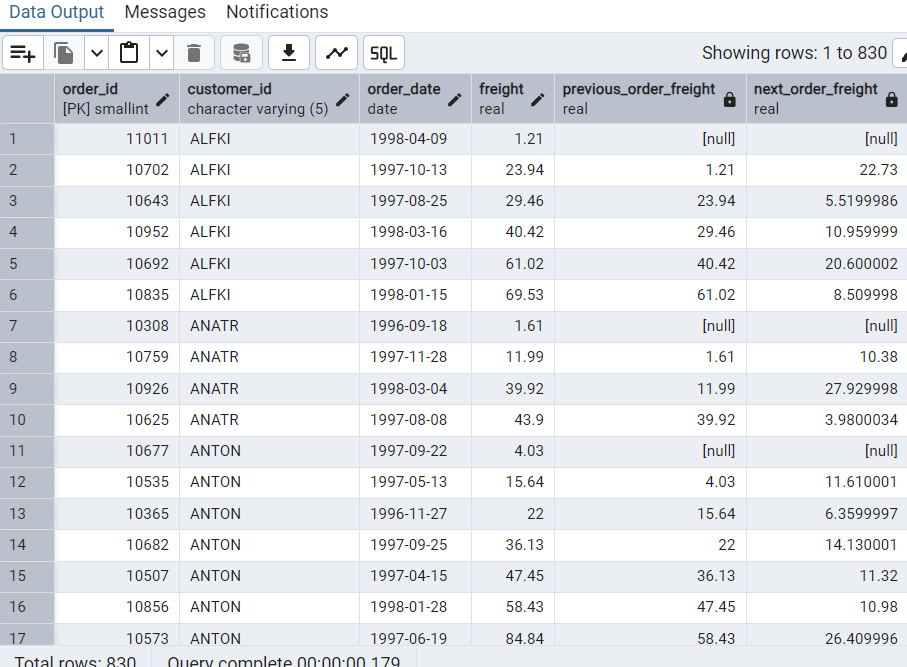 Data Output Messages Notifications
SQL Showing rows: 1 to 830
order_id customer_id order_date freight previous_order_freight next_order_freight
[PK] smallint character varying (5) date real real real
1 11011 ALFKI 1998-04-09 1.21 [null] [null]
2 10702 ALFKI 1997-10-13 23.94 1.21 22.73
3 10643 ALFKI 1997-08-25 29.46 23.94 5.5199986
4 10952 ALFKI 1998-03-16 40.42 29.46 10.959999
5 10692 ALFKI 1997-10-03 61.02 40.42 20.600002
6 10835 ALFKI 1998-01-15 69.53 61.02 8.509998
7 10308 ANATR 1996-09-18 1.61 [null] [null]
8 10759 ANATR 1997-11-28 11.99 1.61 10.38
9 10926 ANATR 1998-03-04 39.92 11.99 27.929998
10 10625 ANATR 1997-08-08 43.9 39.92 3.9800034
11 10677 ANTON 1997-09-22 4.03 [null] [null]
12 10535 ANTON 1997-05-13 15.64 4.03 11.610001
13 10365 ANTON 1996-11-27 22 15.64 6.3599997
14 10682 ANTON 1997-09-25 36.13 22 14.130001
15 10507 ANTON 1997-04-15 47.45 36.13 11.32
16 10856 ANTON 1998-01-28 58.43 47.45 10.98
17 10573 ANTON 1997-06-19 84.84 58.43 26.409996
Total rows: 830 Query complete 00:00:00.179